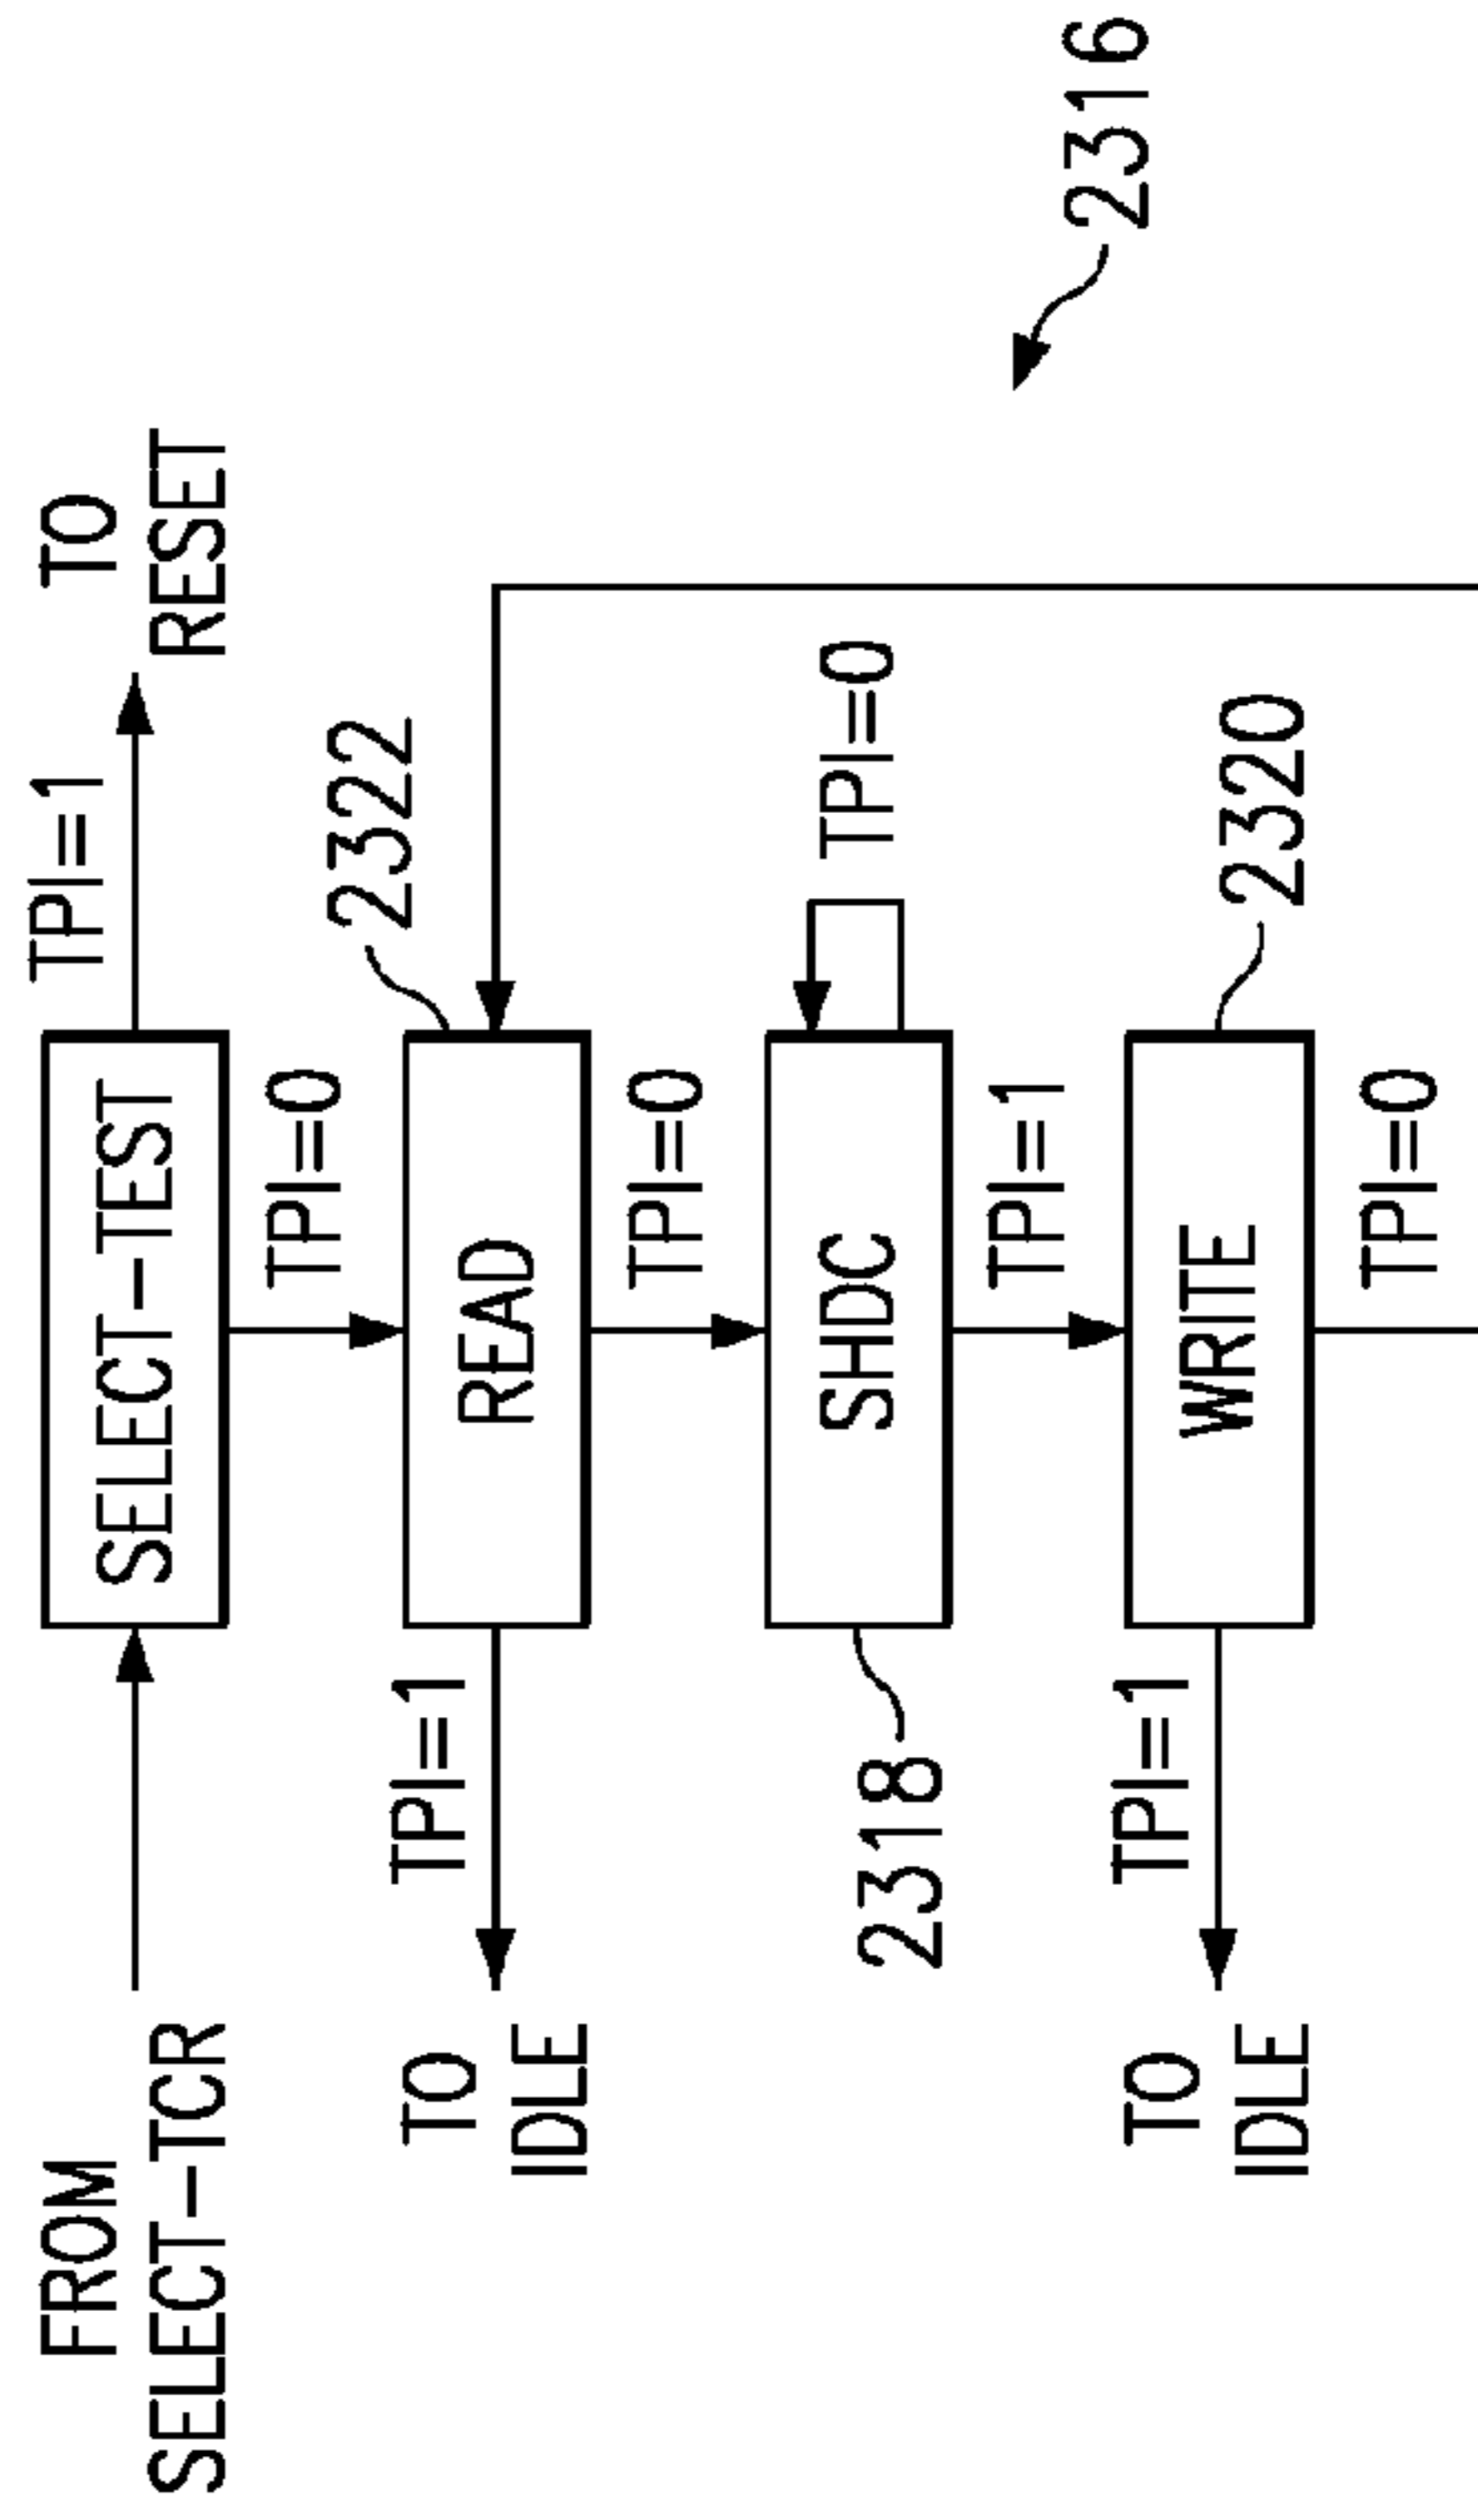 FROM
SELECT-TCR
SELECT-TEST
TPI=1
TO
RESET
TPI=0
2322
TO
IDLE
TPI=1
READ
TPI=0
TPI=0
SHDC
2318
TPI=1
2316
TO
IDLE
TPI=1
WRITE
2320
TPI=0